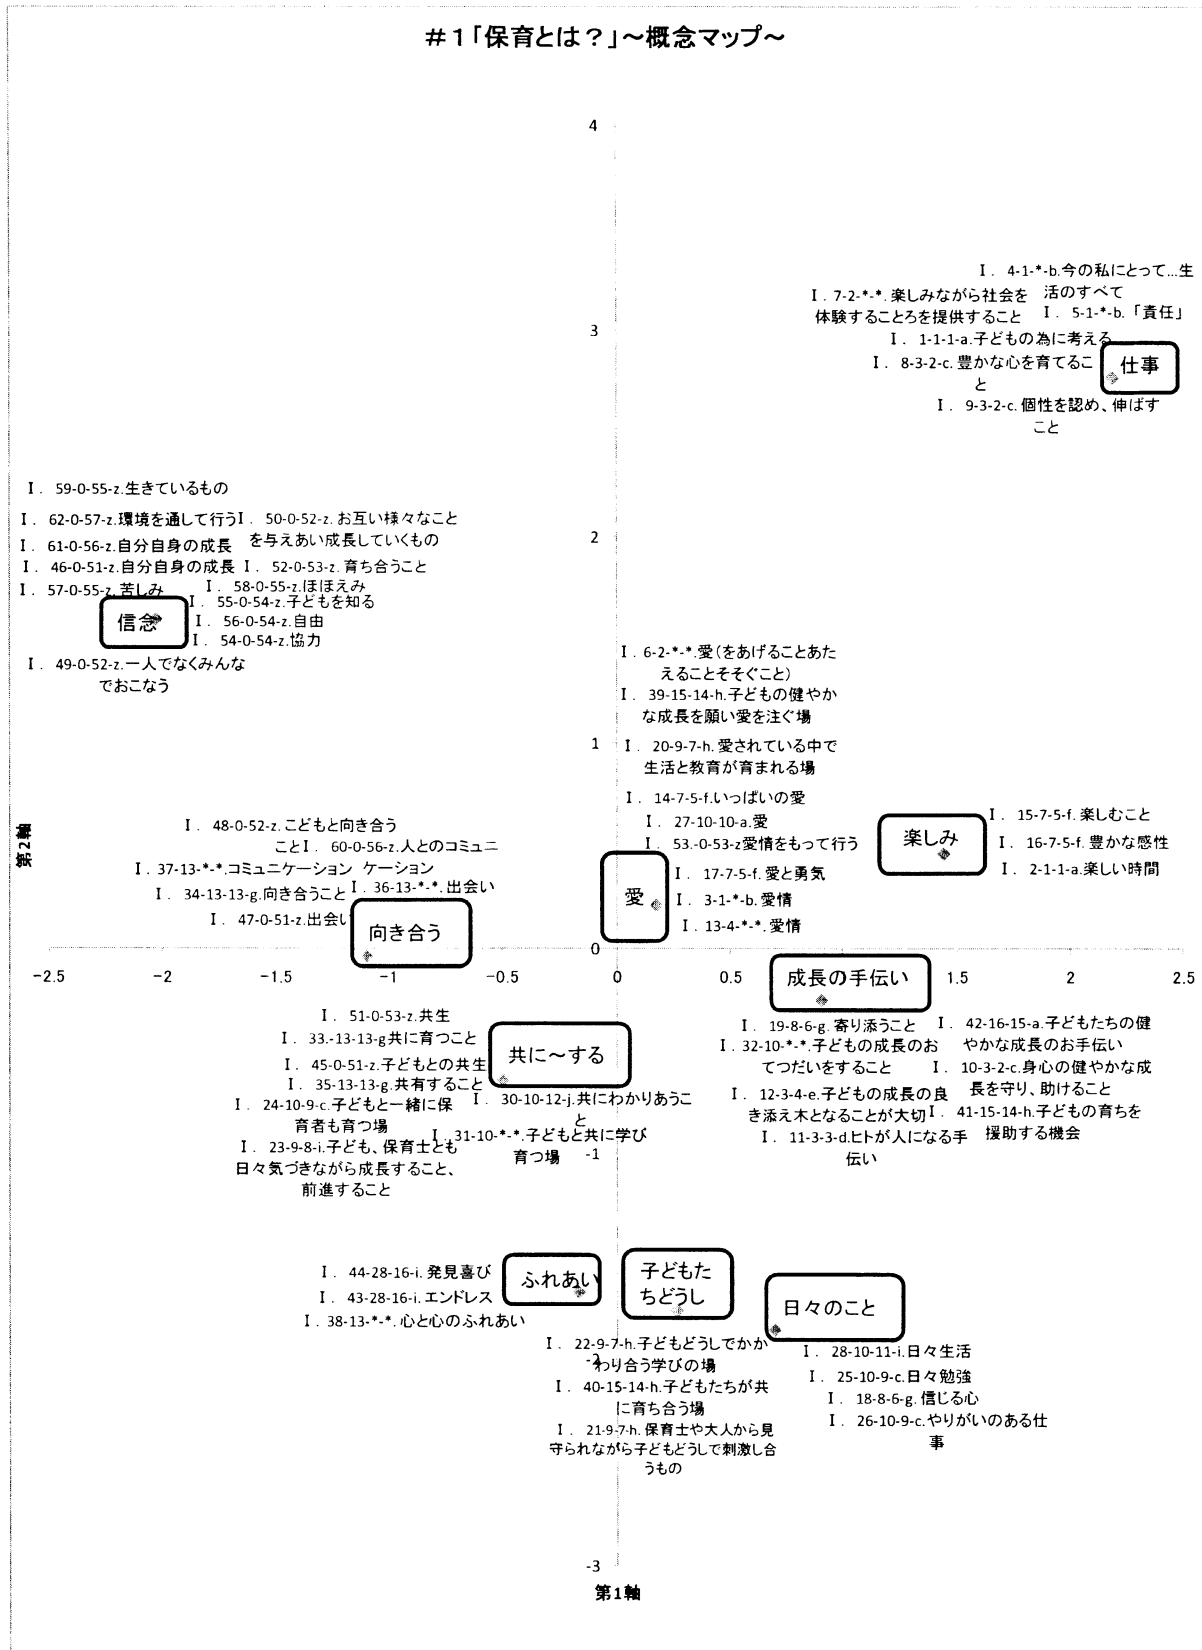 ＃１「保育とは？」～概念マップ～
4
Ⅰ． 4-1-*-b.今の私にとって…生
活のすべて
Ⅰ．7-2-*-*. 楽しみながら社会を
体験することろを提供すること
Ⅰ． 5-1-*-b. 「責任」
3
Ⅰ． 1-1-1-a.子どもの為に考える
Ⅰ． 8-3-2-c. 豊かな心を育てるこ
と
仕事
Ⅰ． 9-3-2-c. 個性を認め、伸ばす
こと
Ⅰ． 59-0-55-z.生きているもの
Ⅰ． 62-0-57-z.環境を通して行う
Ⅰ． 50-0-52-z. お互い様々なこと
を与えあい成長していくもの
2
Ⅰ． 61-0-56-z.自分自身の成長
Ⅰ． 46-0-51-z.自分自身の成長
Ⅰ． 52-0-53-z. 育ち合うこと
Ⅰ． 57-0-55-z. 苦しみ
Ⅰ． 58-0-55-z.ほほえみ
Ⅰ． 55-0-54-z.子どもを知る
信念
Ⅰ． 56-0-54-z.自由
Ⅰ． 54-0-54-z.協力
Ⅰ． 49-0-52-z.一人でなくみんな
でおこなう
Ⅰ．6-2-*-*.愛（をあげることあた
えることそそぐこと）
Ⅰ． 39-15-14-h.子どもの健やか
な成長を願い愛を注ぐ場
1
Ⅰ． 20-9-7-h. 愛されている中で
生活と教育が育まれる場
Ⅰ． 14-7-5-f.いっぱいの愛
Ⅰ． 27-10-10-a.愛
Ⅰ． 53.-0-53-z愛情をもって行う
Ⅰ． 17-7-5-f. 愛と勇気
愛
Ⅰ． 3-1-*-b. 愛情
Ⅰ． 13-4-*-*. 愛情
楽しみ
Ⅰ． 15-7-5-f. 楽しむこと
Ⅰ． 16-7-5-f. 豊かな感性
Ⅰ． 2-1-1-a.楽しい時間
第2軸
Ⅰ． 48-0-52-z. こどもと向き合う
こと
Ⅰ． 60-0-56-z.人とのコミュニ
ケーション
Ⅰ．37-13-*-*.コミュニケーション
Ⅰ．36-13-*-*. 出会い
Ⅰ． 34-13-13-g.向き合うこと
Ⅰ． 47-0-51-z.出会い
向き合う
0
-2.5 -2 -1.5 -1 -0.5 0 0.5 1.5 2 2.5
成長の手伝い
Ⅰ． 51-0-53-z.共生
Ⅰ． 33.-13-13-g共に育つこと
Ⅰ． 45-0-51-z.子どもとの共生
Ⅰ． 35-13-13-g.共有すること
共に～する
Ⅰ． 24-10-9-c.子どもと一緒に保
育者も育つ場
Ⅰ． 30-10-12-j.共にわかりあうこ
と
Ⅰ．31-10-*-*.子どもと共に学び
育つ場
Ⅰ． 23-9-8-i.子ども、保育士とも
日々気づきながら成長すること、
前進すること
-1
Ⅰ． 19-8-6-g. 寄り添うこと
Ⅰ． 42-16-15-a.子どもたちの健
やかな成長のお手伝い
Ⅰ．32-10-*-*.子どもの成長のお
てつだいをすること
Ⅰ． 10-3-2-c.身心の健やかな成
長を守り、助けること
Ⅰ． 12-3-4-e.子どもの成長の良
き添え木となることが大切
Ⅰ． 41-15-14-h.子どもの育ちを
援助する機会
Ⅰ． 11-3-3-d.ヒトが人になる手
伝い
Ⅰ． 44-28-16-i. 発見喜び
Ⅰ． 43-28-16-i. エンドレス
Ⅰ．38-13-*-*. 心と心のふれあい
ふれあい
子どもた
ちどうし
日々のこと
Ⅰ． 22-9-7-h.子どもどうしでかか
わり合う学びの場
-2
Ⅰ． 40-15-14-h.子どもたちが共
に育ち合う場
Ⅰ． 21-9-7-h. 保育士や大人から見
守られながら子どもどうしで刺激し合
うもの
Ⅰ． 28-10-11-i.日々生活
Ⅰ． 25-10-9-c.日々勉強
Ⅰ． 18-8-6-g. 信じる心
Ⅰ． 26-10-9-c.やりがいのある仕
事
-3
第1軸